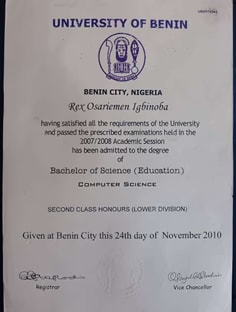 UNIVERSITY OF BENIN
BENIN CITY, NIGERIA
Rex Osariemen Igbinoba
having satisfied all the requirements of the University
and passed the prescribed examinations held in the
2007/2008 Academic Session
has been admitted to the degree
of
Bachelor of Science (Education)
COMPUTER SCIENCE
SECOND CLASS HONOURS (LOWER DIVISION)
Given at Benin City this 24th day of November 2010
Registrar
Vice Chancellor